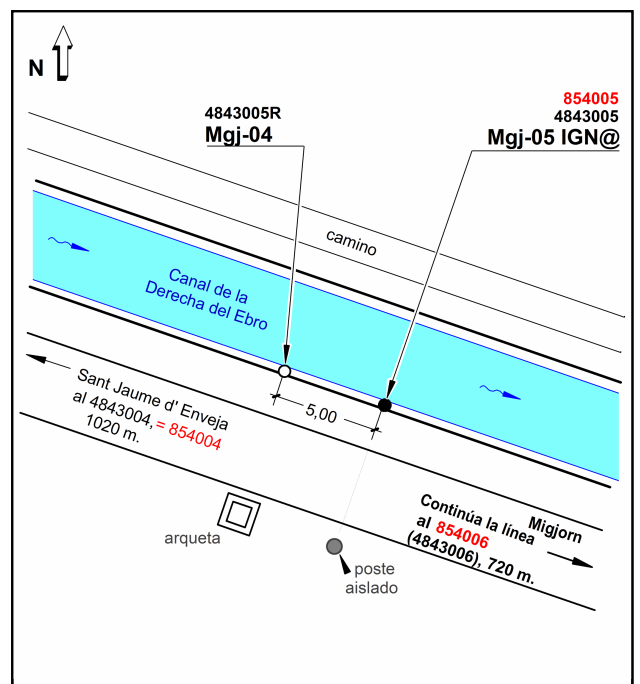 N
854005
4843005R
4843005
Mgj-04
Mgj-05 IGN@
camino
Canal de la
Derecha del Ebro
Sant Jaume d' Enveja
al 4843004, = 854004
1020 m.
5,00
arqueta
poste
aislado
Continúa la línea
al 854006
(4843006), 720 m.
Migjorn